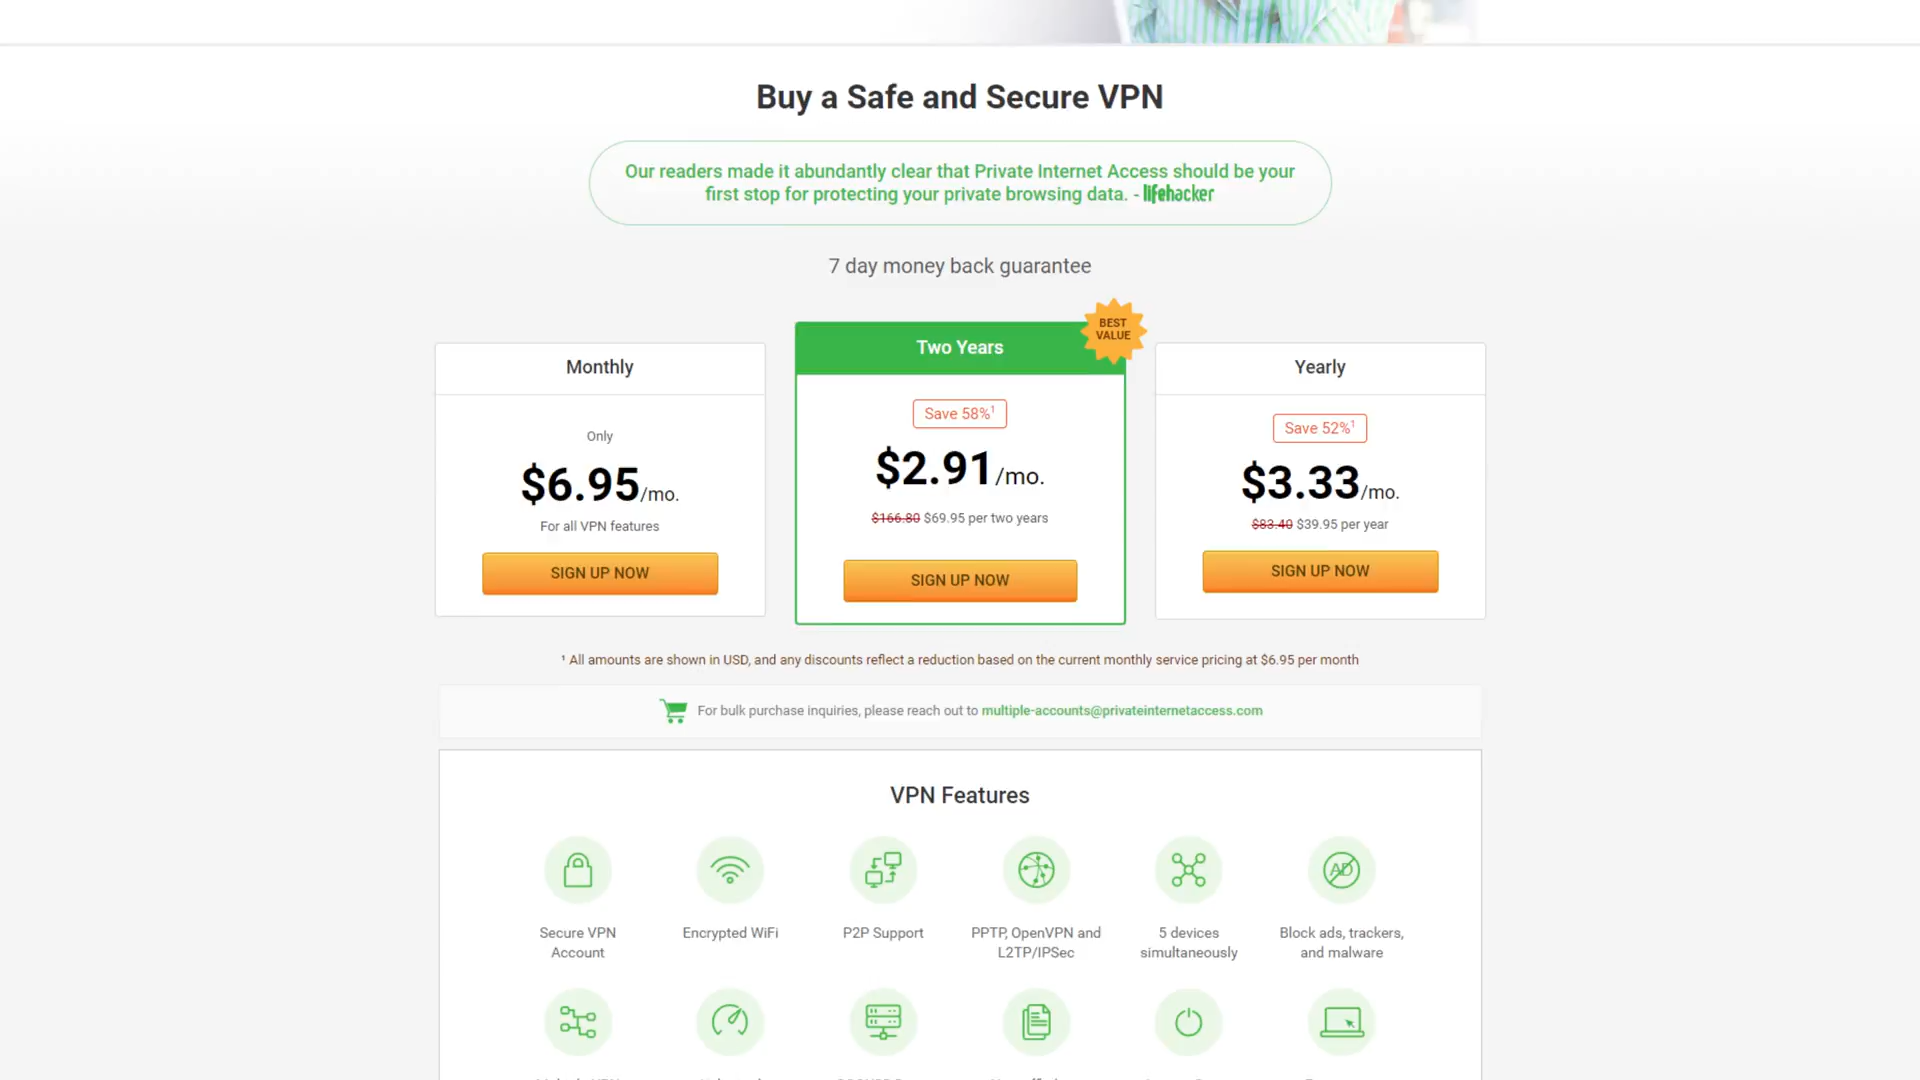 Buy a Safe and Secure VPN
Our readers made it abundantly clear that Private Internet Access should be your
first stop for protecting your private browsing data. - lifehacker
7 day money back guarantee
Monthly
Only
$6.95/mo.
For all VPN features
SIGN UP NOW
BEST
VALUE
Two Years
Save 58%¹
$2.91/mo.
$166.80 $69.95 per two years
SIGN UP NOW
Yearly
Save 52%¹
$3.33/mo.
$83.40 $39.95 per year
SIGN UP NOW
¹ All amounts are shown in USD, and any discounts reflect a reduction based on the current monthly service pricing at $6.95 per month
For bulk purchase inquiries, please reach out to multiple-accounts@privateinternetaccess.com
VPN Features
AD
Secure VPN
Account
Encrypted WiFi
P2P Support
PPTP, OpenVPN and
L2TP/IPSec
5 devices
simultaneously
Block ads, trackers,
and malware